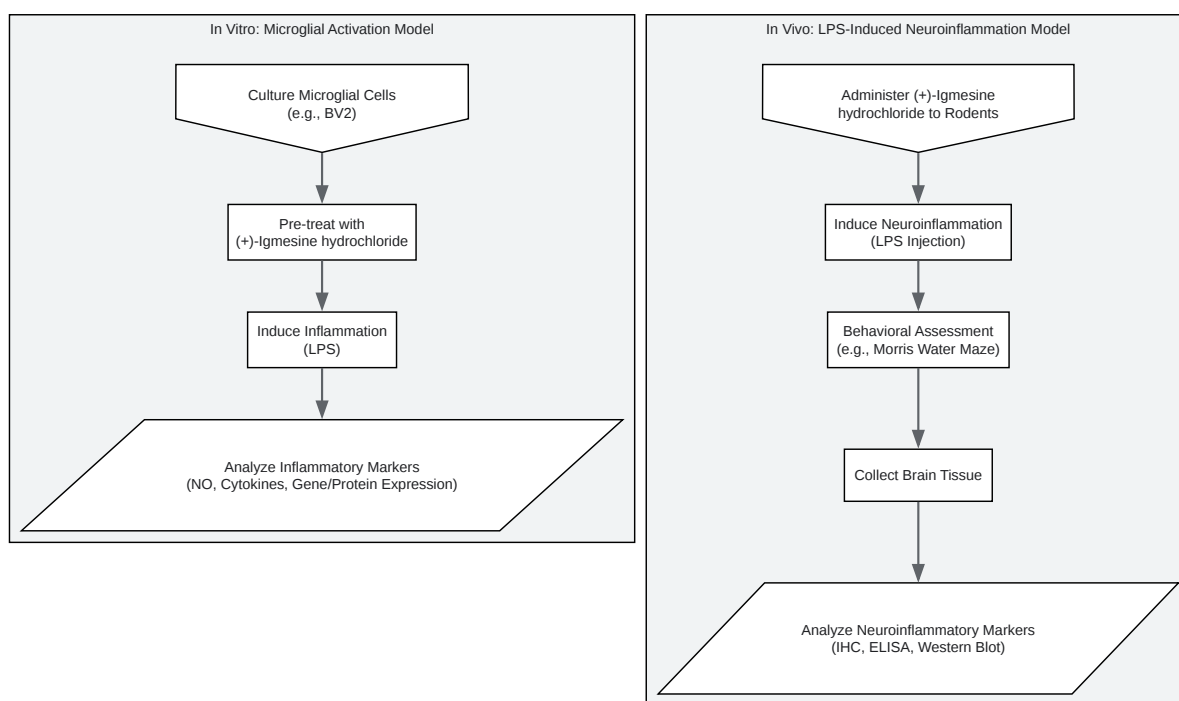 In Vitro: Microglial Activation Model
Culture Microglial Cells
(e.g., BV2)
Pre-treat with
(+)-Igmesine hydrochloride
Induce Inflammation
(LPS)
Analyze Inflammatory Markers
(NO, Cytokines, Gene/Protein Expression)
In Vivo: LPS-Induced Neuroinflammation Model
Administer (+)-Igmesine
hydrochloride to Rodents
Induce Neuroinflammation
(LPS Injection)
Behavioral Assessment
(e.g., Morris Water Maze)
Collect Brain Tissue
Analyze Neuroinflammatory Markers
(IHC, ELISA, Western Blot)